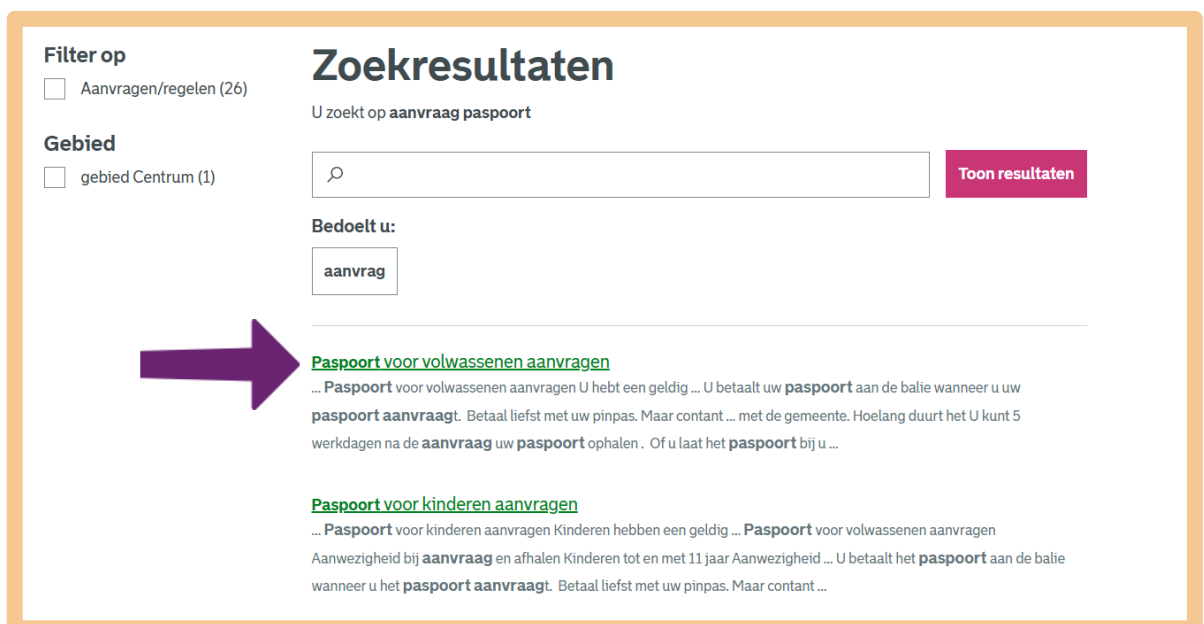 Filter op
Aanvragen/regelen (26)
Gebied
gebied Centrum (1)
Zoekresultaten
U zoekt op aanvraag paspoort
Toon resultaten
Bedoelt u:
aanvrag
Paspoort voor volwassenen aanvragen
... Paspoort voor volwassenen aanvragen U hebt een geldig ... U betaalt uw paspoort aan de balie wanneer u uw
paspoort aanvraagt. Betaal liefst met uw pinpas. Maar contant ... met de gemeente. Hoelang duurt het U kunt 5
werkdagen na de aanvraag uw paspoort ophalen . Of u laat het paspoort bij u ...
Paspoort voor kinderen aanvragen
... Paspoort voor kinderen aanvragen Kinderen hebben een geldig ... Paspoort voor volwassenen aanvragen
Aanwezigheid bij aanvraag en afhalen Kinderen tot en met 11 jaar Aanwezigheid ... U betaalt het paspoort aan de balie
wanneer u het paspoort aanvraagt. Betaal liefst met uw pinpas. Maar contant ...